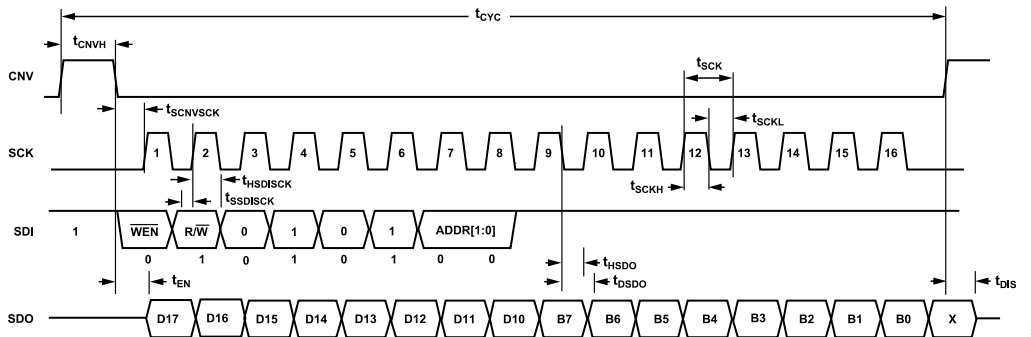 tCYC
tCNVH
CNV
tSCK
tSCNVSCK
tSCKL
SCK 1 2 3 4 5 6 7 8 9 10 11 12 13 14 15 16
tHSDISCK
tSCKH
tSSDISCK
SDI 1 WEN R/W 0 1 0 1 ADDR[1:0]
0 1 0 1 0 1 0 0
tHSDO
tEN
tDSDO
tDIS
SDO D17 D16 D15 D14 D13 D12 D11 D10 B7 B6 B5 B4 B3 B2 B1 B0 X